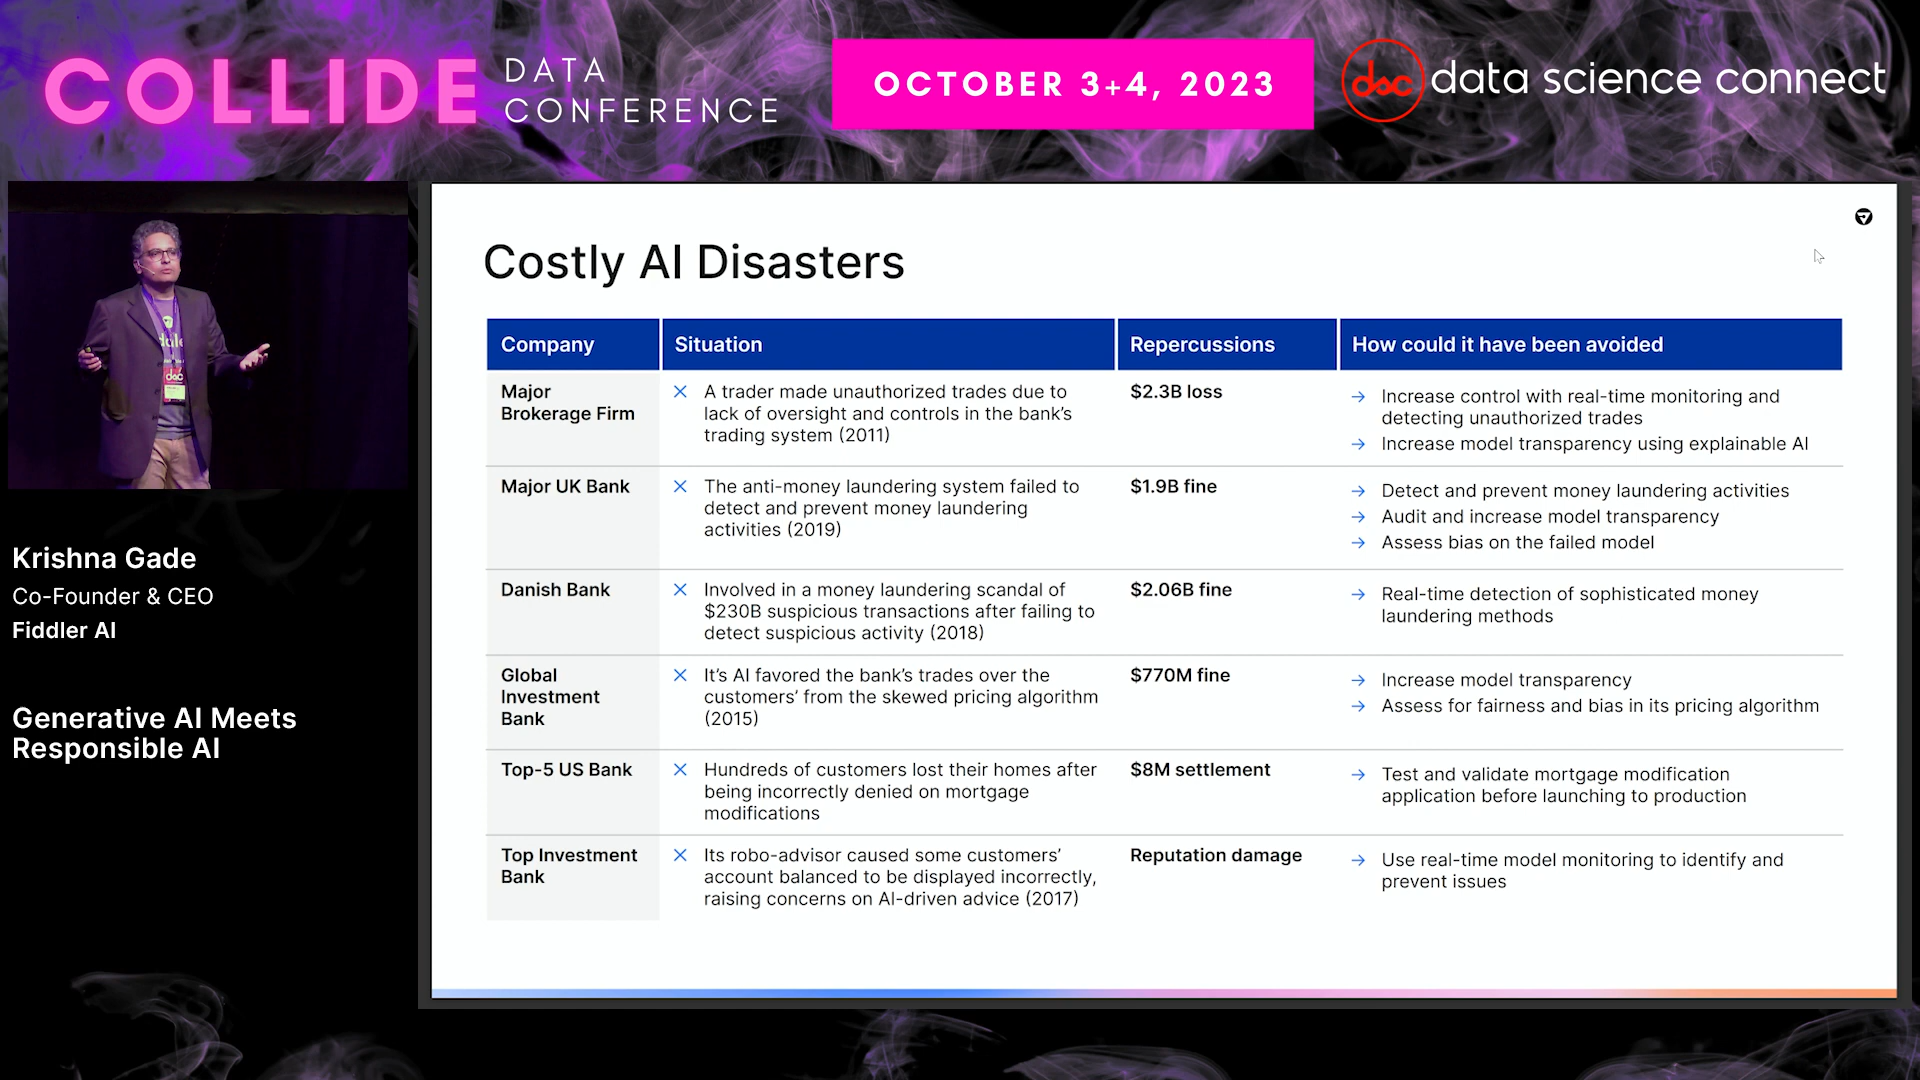 COLLIDE
DATA
CONFERENCE
OCTOBER 3+4, 2023
dsc data science connect
Krishna Gade
Co-Founder & CEO
Fiddler AI
Generative AI Meets
Responsible AI
Costly AI Disasters
Company
Situation
Repercussions
How could it have been avoided
Major
Brokerage Firm
A trader made unauthorized trades due to
lack of oversight and controls in the bank's
trading system (2011)
$2.3B loss
Increase control with real-time monitoring and
detecting unauthorized trades
Increase model transparency using explainable AI
Major UK Bank
The anti-money laundering system failed to
detect and prevent money laundering
activities (2019)
$1.9B fine
Detect and prevent money laundering activities
Audit and increase model transparency
Assess bias on the failed model
Danish Bank
Involved in a money laundering scandal of
$230B suspicious transactions after failing to
detect suspicious activity (2018)
$2.06B fine
Real-time detection of sophisticated money
laundering methods
Global
Investment
Bank
It's AI favored the bank's trades over the
customers' from the skewed pricing algorithm
(2015)
$770M fine
Increase model transparency
Assess for fairness and bias in its pricing algorithm
Top-5 US Bank
Hundreds of customers lost their homes after
being incorrectly denied on mortgage
modifications
$8M settlement
Test and validate mortgage modification
application before launching to production
Top Investment
Bank
Its robo-advisor caused some customers'
account balanced to be displayed incorrectly,
raising concerns on AI-driven advice (2017)
Reputation damage
Use real-time model monitoring to identify and
prevent issues